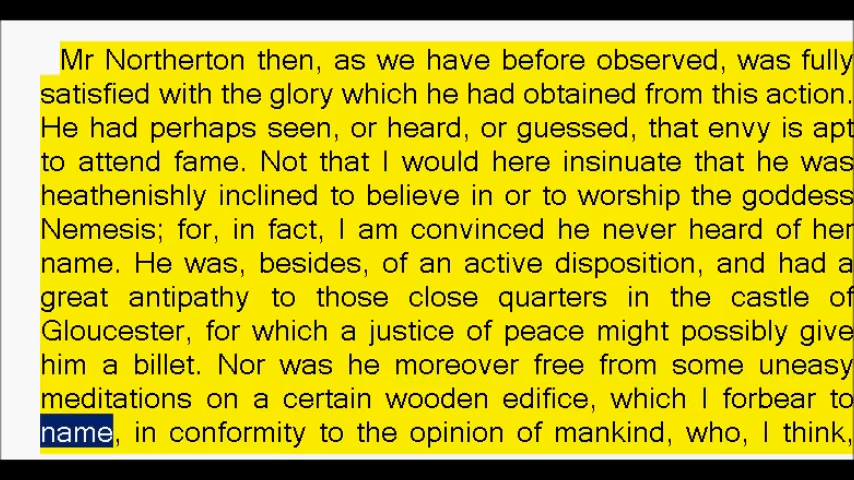 Mr Northerton then, as we have before observed, was fully
satisfied with the glory which he had obtained from this action.
He had perhaps seen, or heard, or guessed, that envy is apt
to attend fame. Not that I would here insinuate that he was
heathenishly inclined to believe in or to worship the goddess
Nemesis; for, in fact, I am convinced he never heard of her
name. He was, besides, of an active disposition, and had a
great antipathy to those close quarters in the castle of
Gloucester, for which a justice of peace might possibly give
him a billet. Nor was he moreover free from some uneasy
meditations on a certain wooden edifice, which I forbear to
name, in conformity to the opinion of mankind, who, I think,